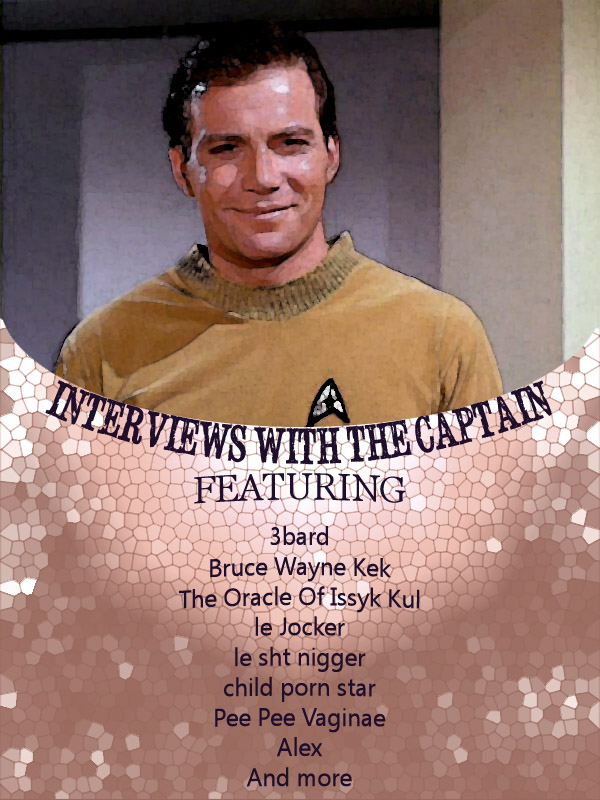 INTERVIEWS WITH THE CAPTAIN
FEATURING
3bard
Bruce Wayne Kek
The Oracle Of Issyk Kul
le Jocker
le sht nigger
child porn star
Pee Pee Vaginae
Alex
And more